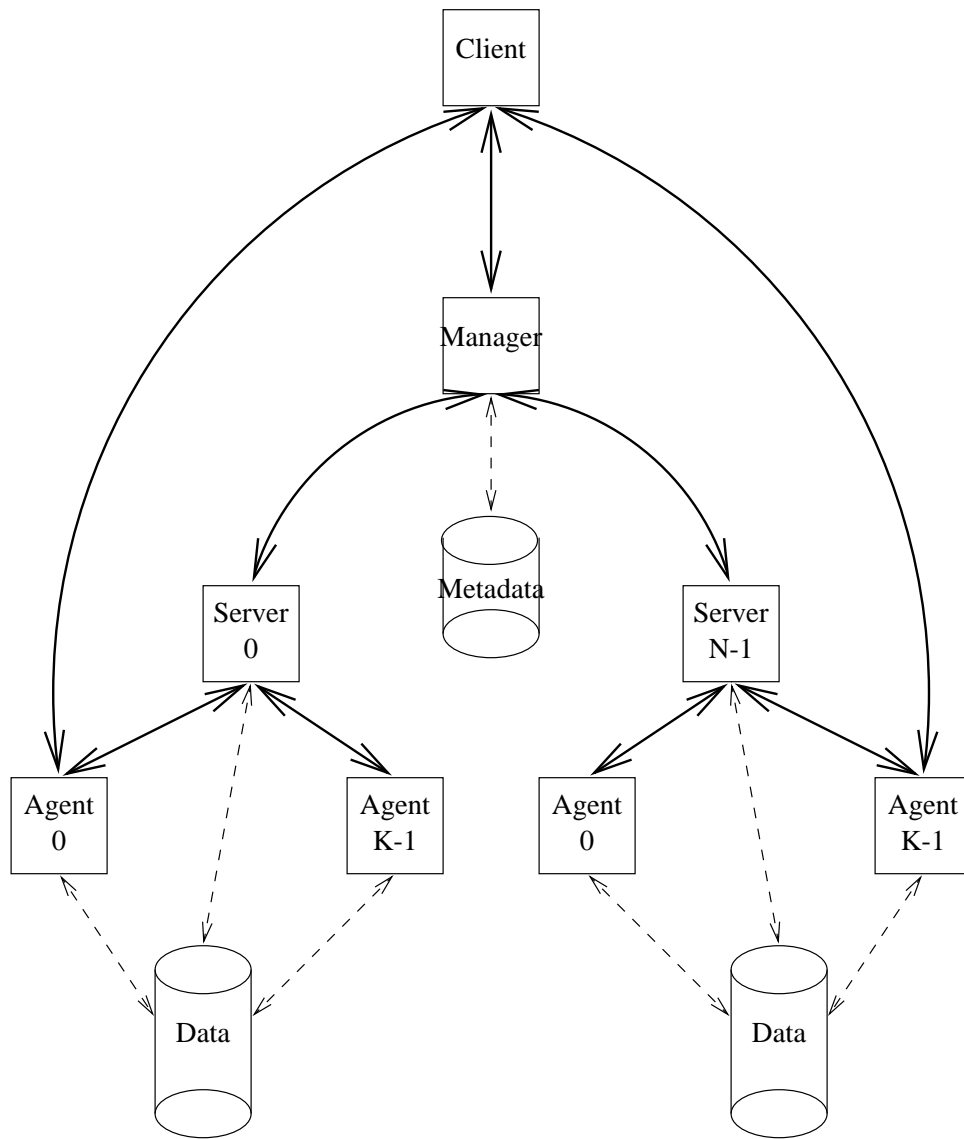 Client
Manager
Metadata
Server
0
Server
N-1
Agent
0
Agent
K-1
Agent
0
Agent
K-1
Data
Data